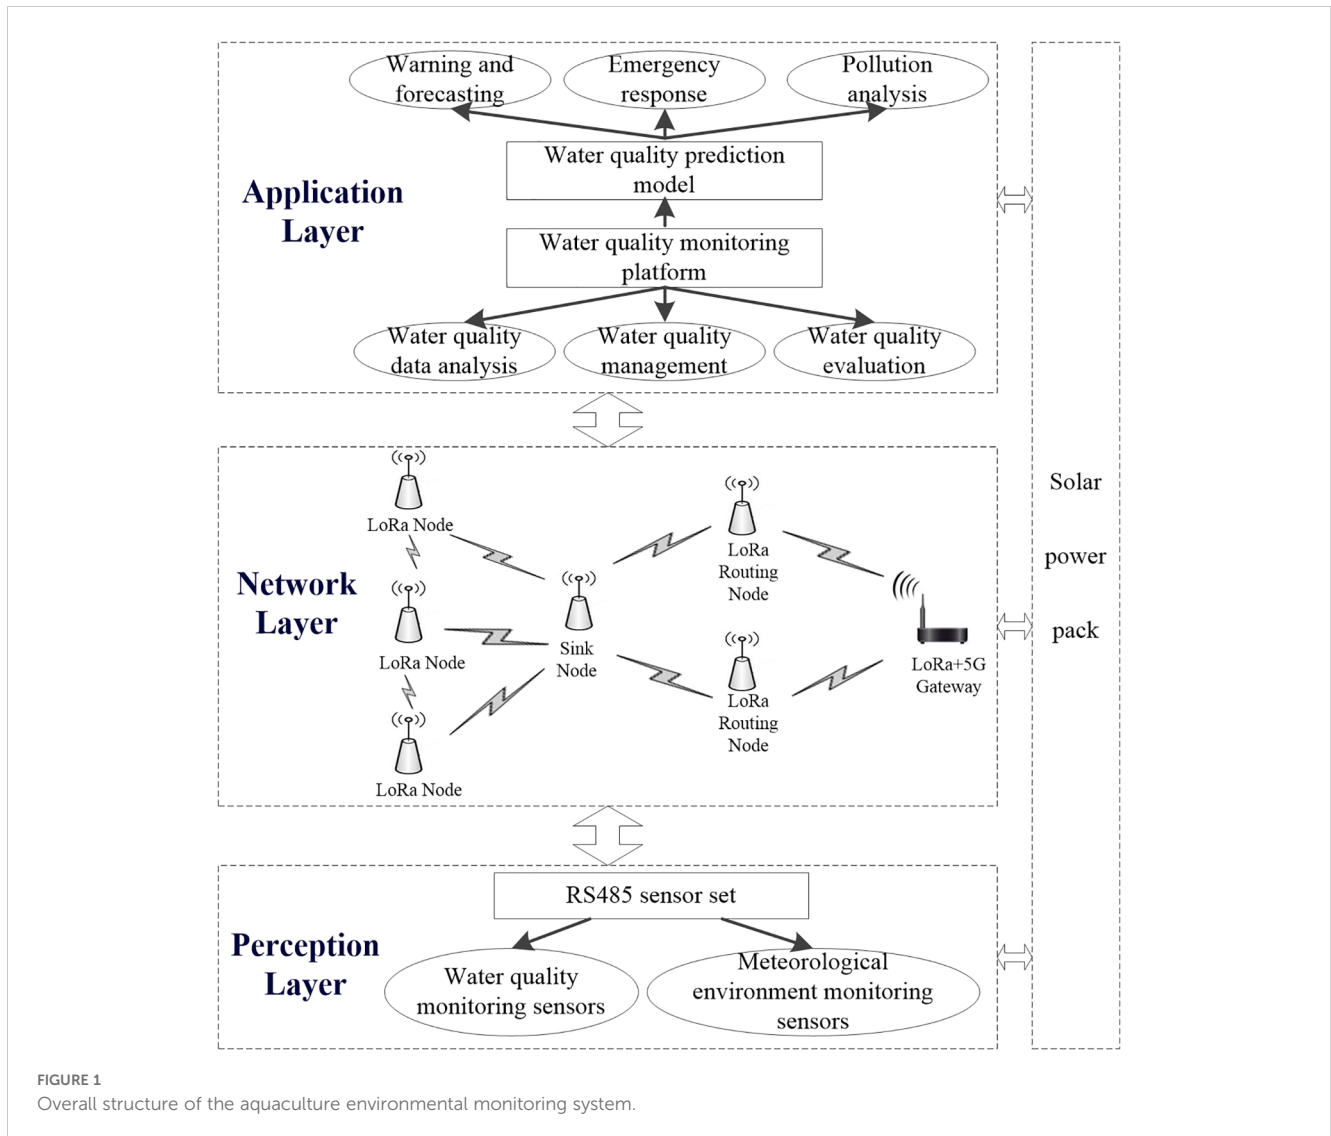 Warning and
forecasting
Emergency
response
Pollution
analysis
Water quality prediction
model
Application
Layer
Water quality monitoring
platform
Water quality
data analysis
Water quality
management
Water quality
evaluation
Solar
power
pack
LoRa Node
LoRa
Routing
Node
Network
Layer
LoRa Node
Sink
Node
LoRa+5G
Gateway
LoRa
Routing
Node
LoRa Node
RS485 sensor set
Perception
Layer
Water quality
monitoring sensors
Meteorological
environment monitoring
sensors
FIGURE 1
Overall structure of the aquaculture environmental monitoring system.